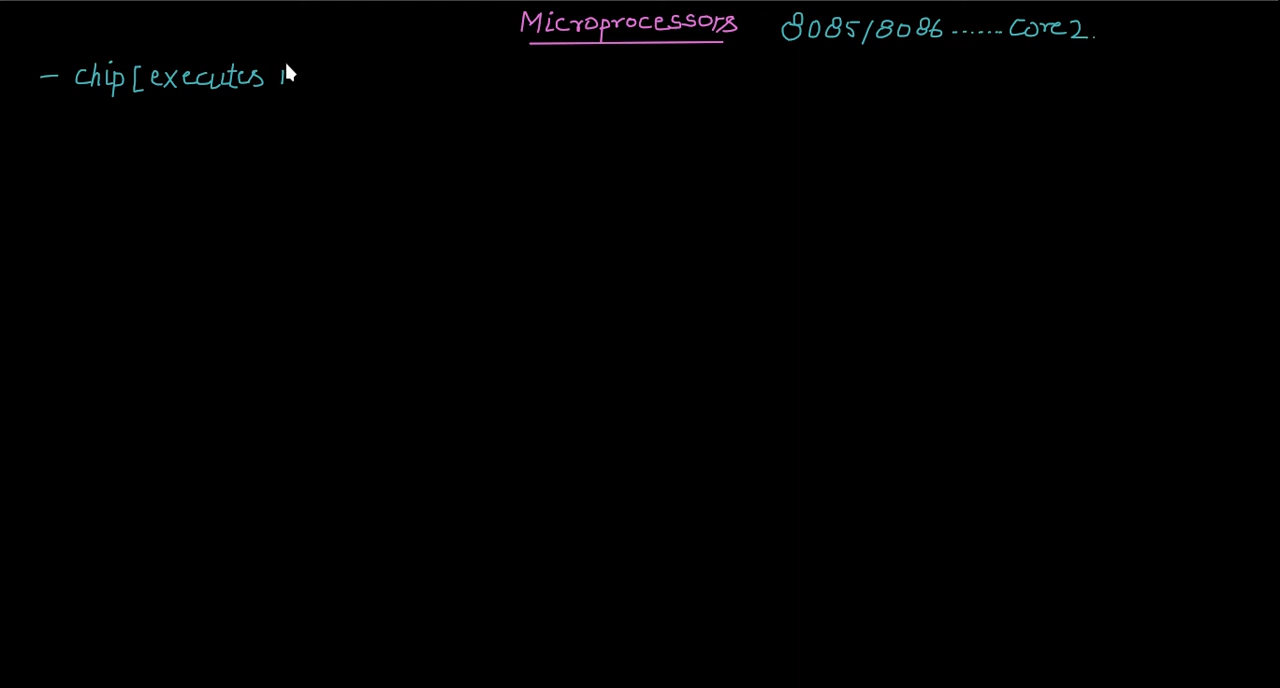 Microprocessors 8085/8086 ....... Core 2.
- chip [ executes